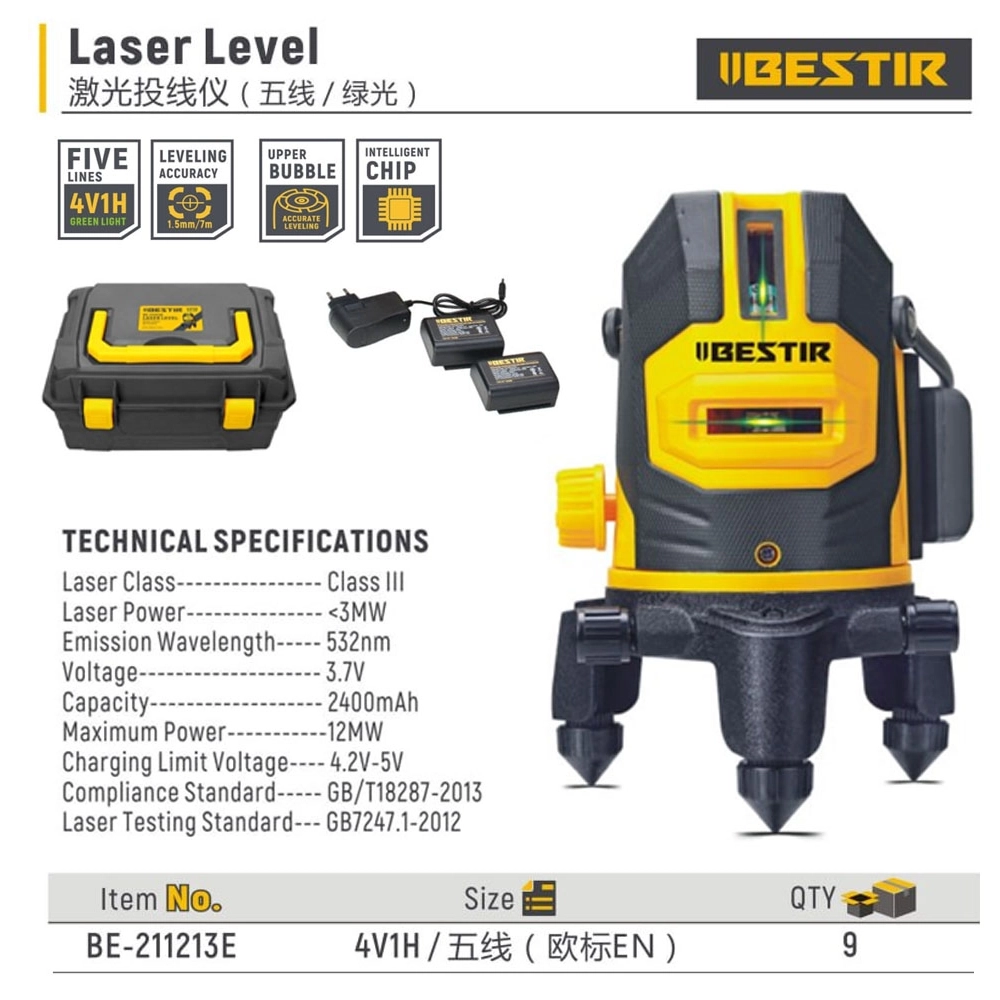 Laser Level
激光投线仪（五线 / 绿光）
BESTIR
FIVE
LINES
4V1H
GREEN LIGHT
LEVELING
ACCURACY
1.5mm/7m
UPPER
BUBBLE
ACCURATE
LEVELING
INTELLIGENT
CHIP
BESTIR
LASER LEVEL
BESTIR
BESTIR
BESTIR
TECHNICAL SPECIFICATIONS
Laser Class---------------- Class III
Laser Power--------------- <3MW
Emission Wavelength----- 532nm
Voltage-------------------- 3.7V
Capacity------------------- 2400mAh
Maximum Power-----------12MW
Charging Limit Voltage---- 4.2V-5V
Compliance Standard----- GB/T18287-2013
Laser Testing Standard--- GB7247.1-2012
Item No. Size QTY
BE-211213E 4V1H / 五线（欧标EN） 9